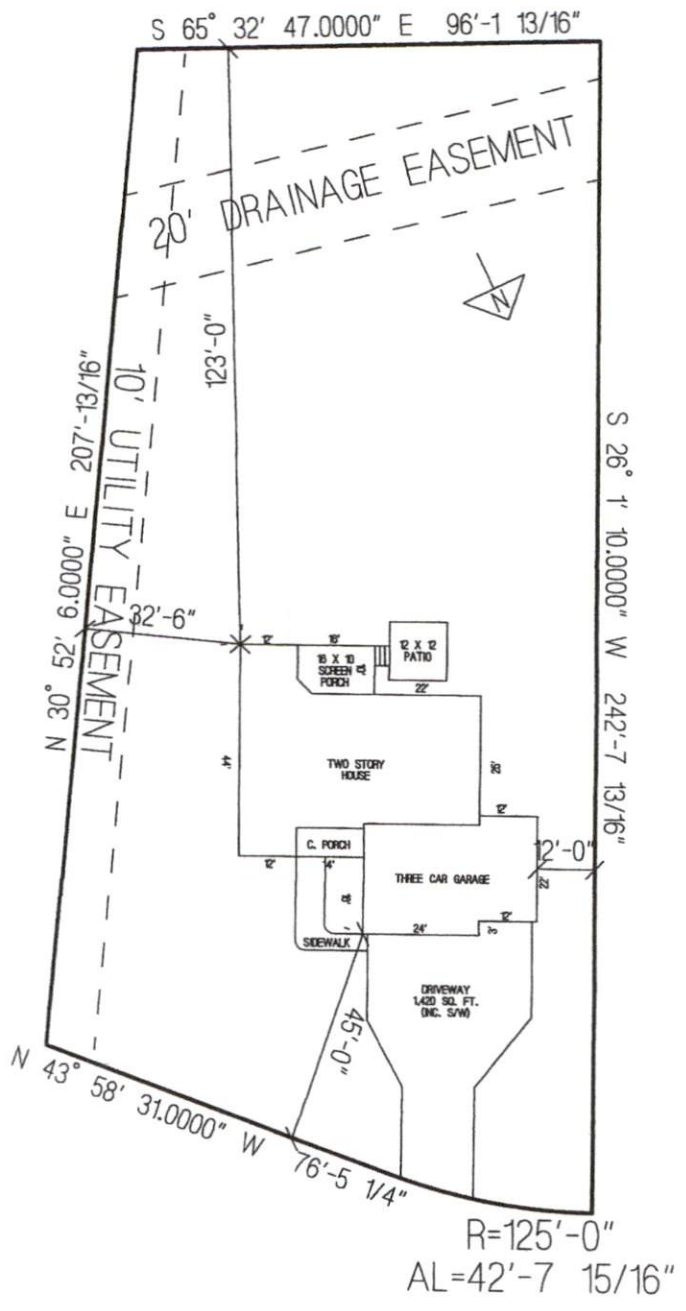 S 65° 32' 47.0000" E 96'-1 13/16"
20' DRAINAGE EASEMENT
N
123'-0"
N 30° 52' 6.0000" E 207'-13/16"
10' UTILITY EASEMENT
S 26° 1' 10.0000" W 242'-7 13/16"
32'-6"
12'
16'
12 X 12
PATIO
16 X 10
SCREEN
PORCH
10'
22'
44'
TWO STORY
HOUSE
12'
C. PORCH
12'-0"
12'
14'
THREE CAR GARAGE
22'
24'
12'
3'
SIDEWALK
DRIVEWAY
1,420 SQ. FT.
(INC. S/W)
45'-0"
N 43° 58' 31.0000" W 76'-5 1/4"
R=125'-0"
AL=42'-7 15/16"